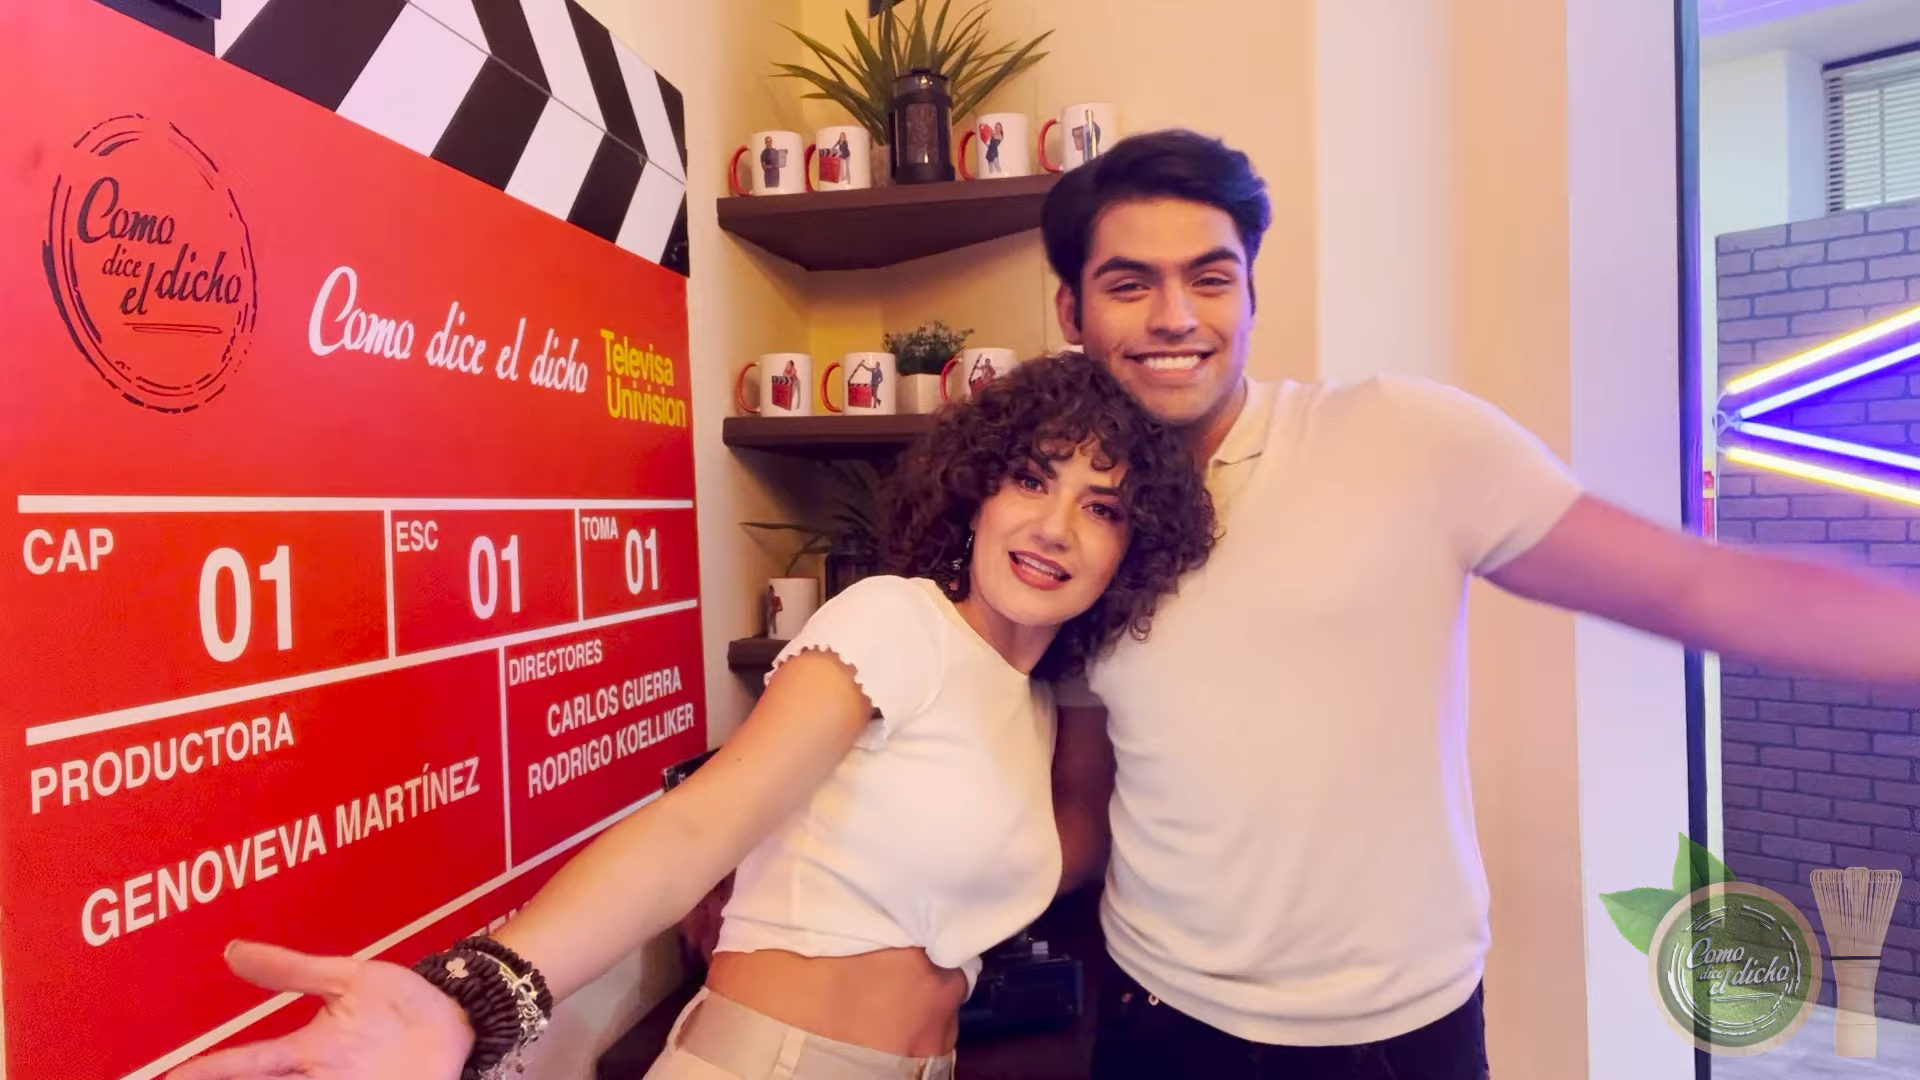 Como
dice
el dicho
Como dice el dicho
Televisa
Univision
CAP
01
ESC
01
TOMA
01
PRODUCTORA
GENOVEVA MARTÍNEZ
DIRECTORES
CARLOS GUERRA
RODRIGO KOELLIKER
Como
dice
el dicho